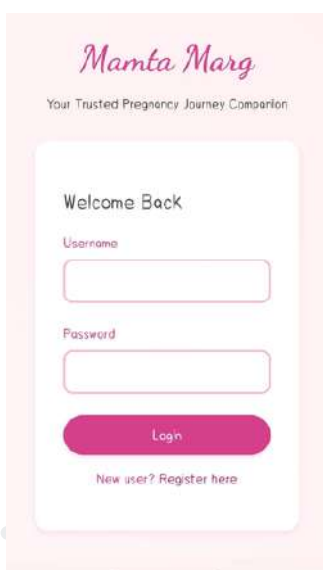 Mamta Marg
Your Trusted Pregnancy Journey Companion
Welcome Back
Username
Password
Login
New user? Register here